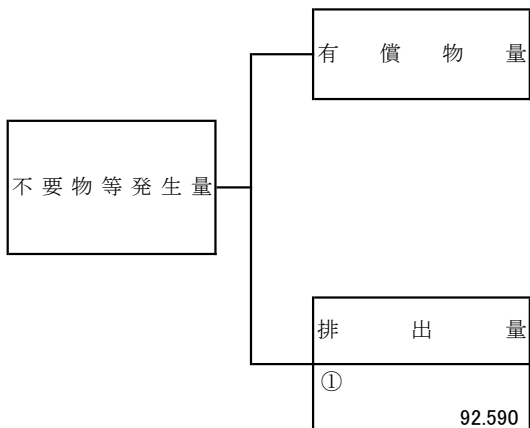 有償物量
不要物等発生量
排出量
①
92.590